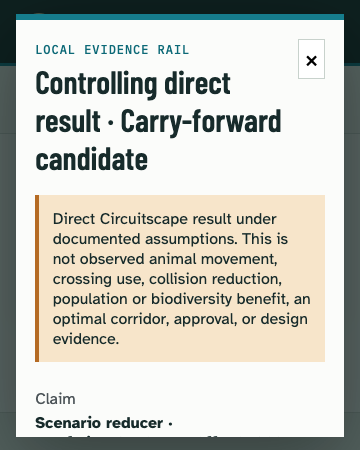 LOCAL EVIDENCE RAIL
×
Controlling direct
result · Carry-forward
candidate
Direct Circuitscape result under
documented assumptions. This is
not observed animal movement,
crossing use, collision reduction,
population or biodiversity benefit, an
optimal corridor, approval, or design
evidence.
Claim
Scenario reducer ·